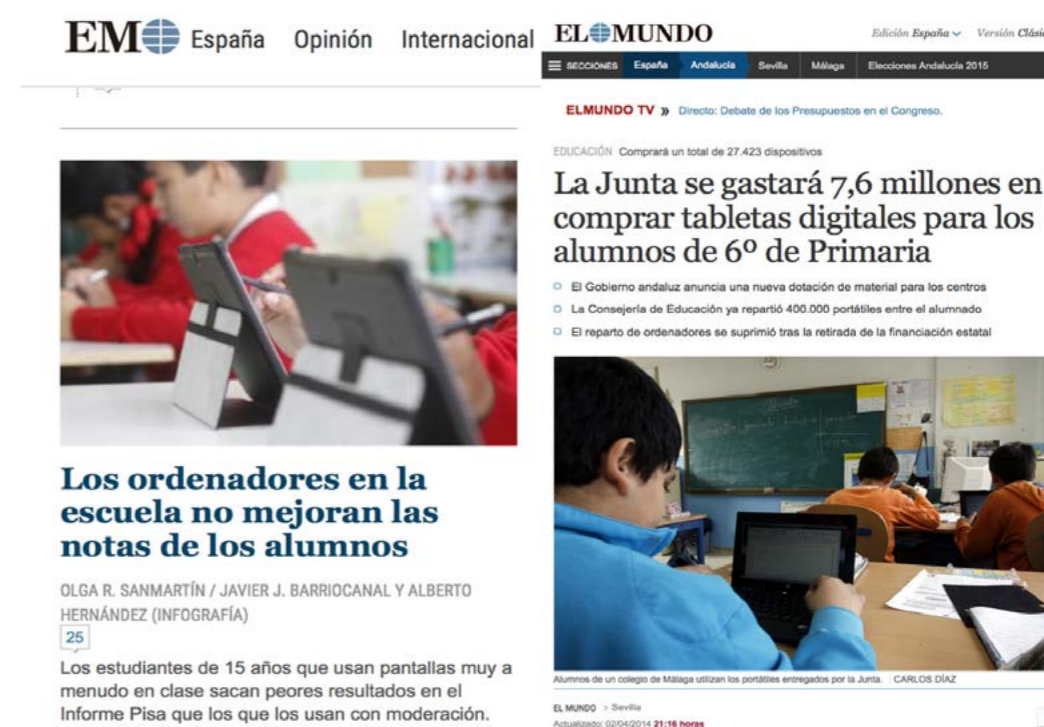 EM España Opinión Internacional
Los ordenadores en la
escuela no mejoran las
notas de los alumnos
OLGA R. SANMARTÍN / JAVIER J. BARRIOCANAL Y ALBERTO
HERNÁNDEZ (INFOGRAFÍA)
25
Los estudiantes de 15 años que usan pantallas muy a
menudo en clase sacan peores resultados en el
Informe Pisa que los que los usan con moderación.
EL MUNDO
Edición España Versión Clásic
SECCIONES España Andalucía Sevilla Málaga Elecciones Andalucía 2015
ELMUNDO TV » Directo: Debate de los Presupuestos en el Congreso.
EDUCACIÓN Comprará un total de 27.423 dispositivos
La Junta se gastará 7,6 millones en
comprar tabletas digitales para los
alumnos de 6º de Primaria
El Gobierno andaluz anuncia una nueva dotación de material para los centros
La Consejería de Educación ya repartió 400.000 portátiles entre el alumnado
El reparto de ordenadores se suprimió tras la retirada de la financiación estatal
Alumnos de un colegio de Málaga utilizan los portátiles entregados por la Junta. | CARLOS DÍAZ
EL MUNDO > Sevilla
Actualizado: 02/04/2014 21:16 horas